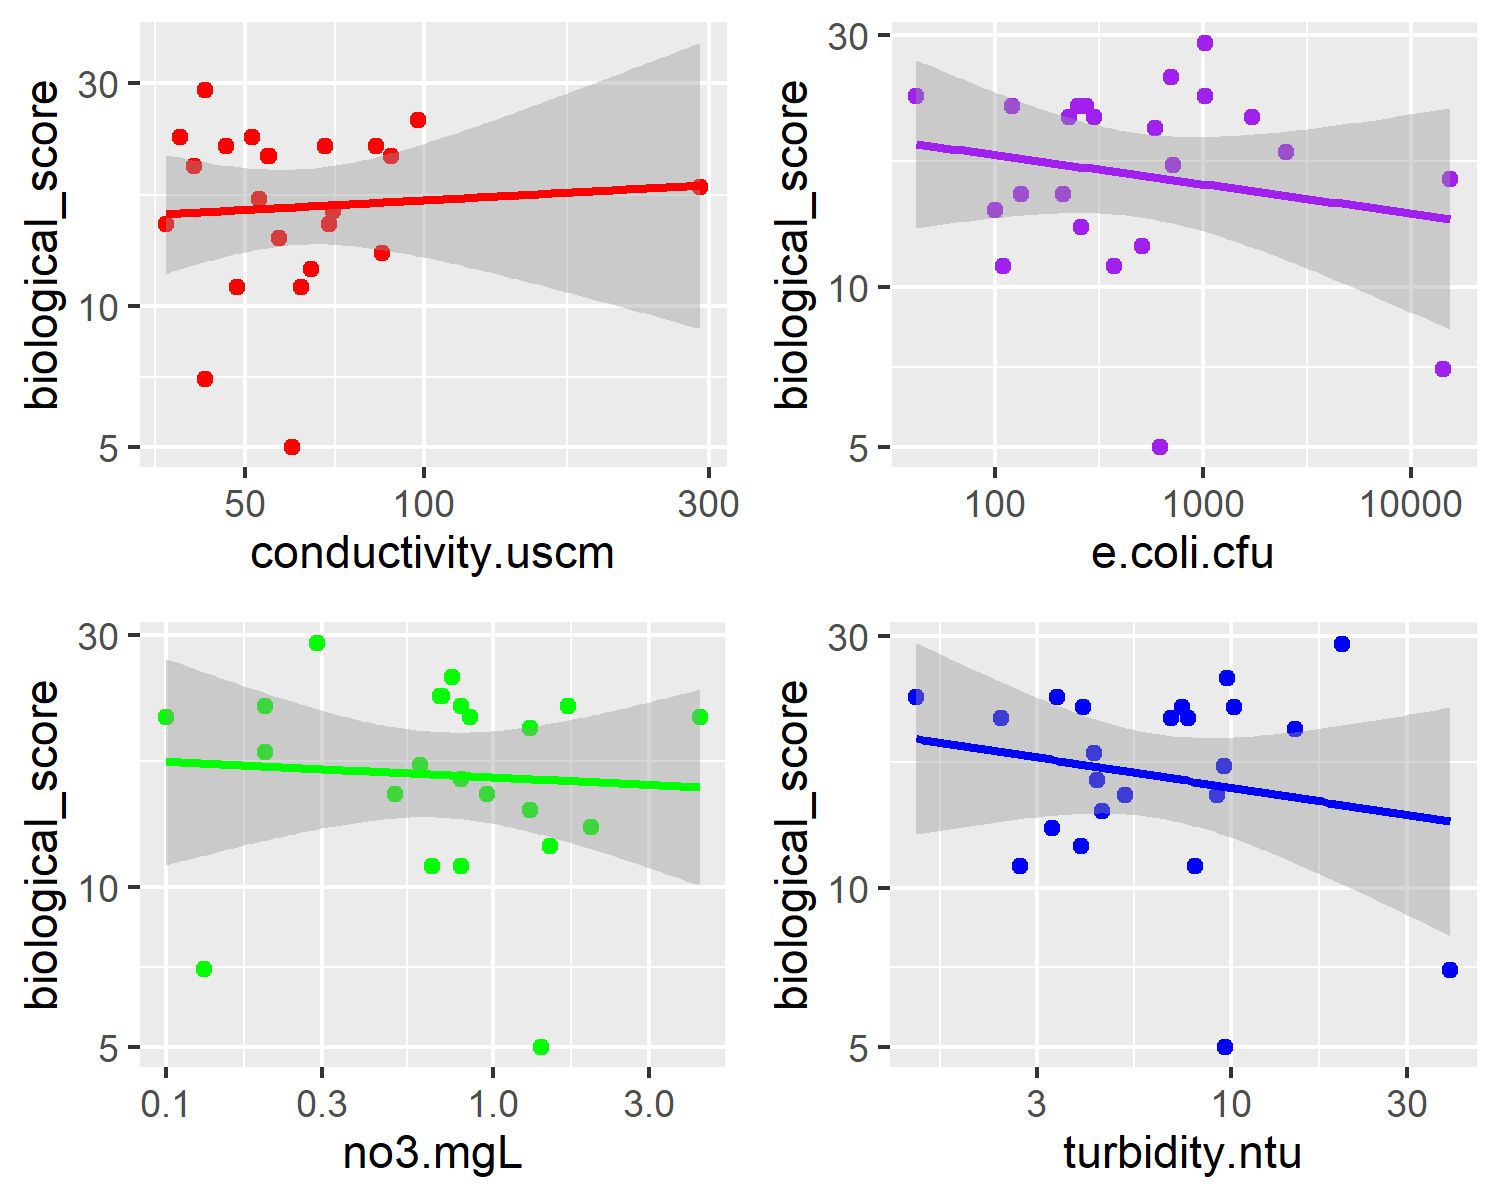 biological_score
30
10
5
50 100 300
conductivity.uscm
biological_score
30
10
5
100 1000 10000
e.coli.cfu
biological_score
30
10
5
0.1 0.3 1.0 3.0
no3.mgL
biological_score
30
10
5
3 10 30
turbidity.ntu